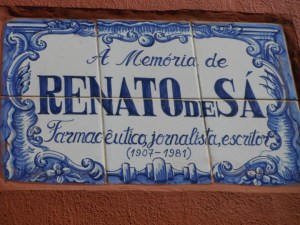 A Memória de
RENATO DE SÁ
Farmacêutico, jornalista, escritor
(1907-1981)